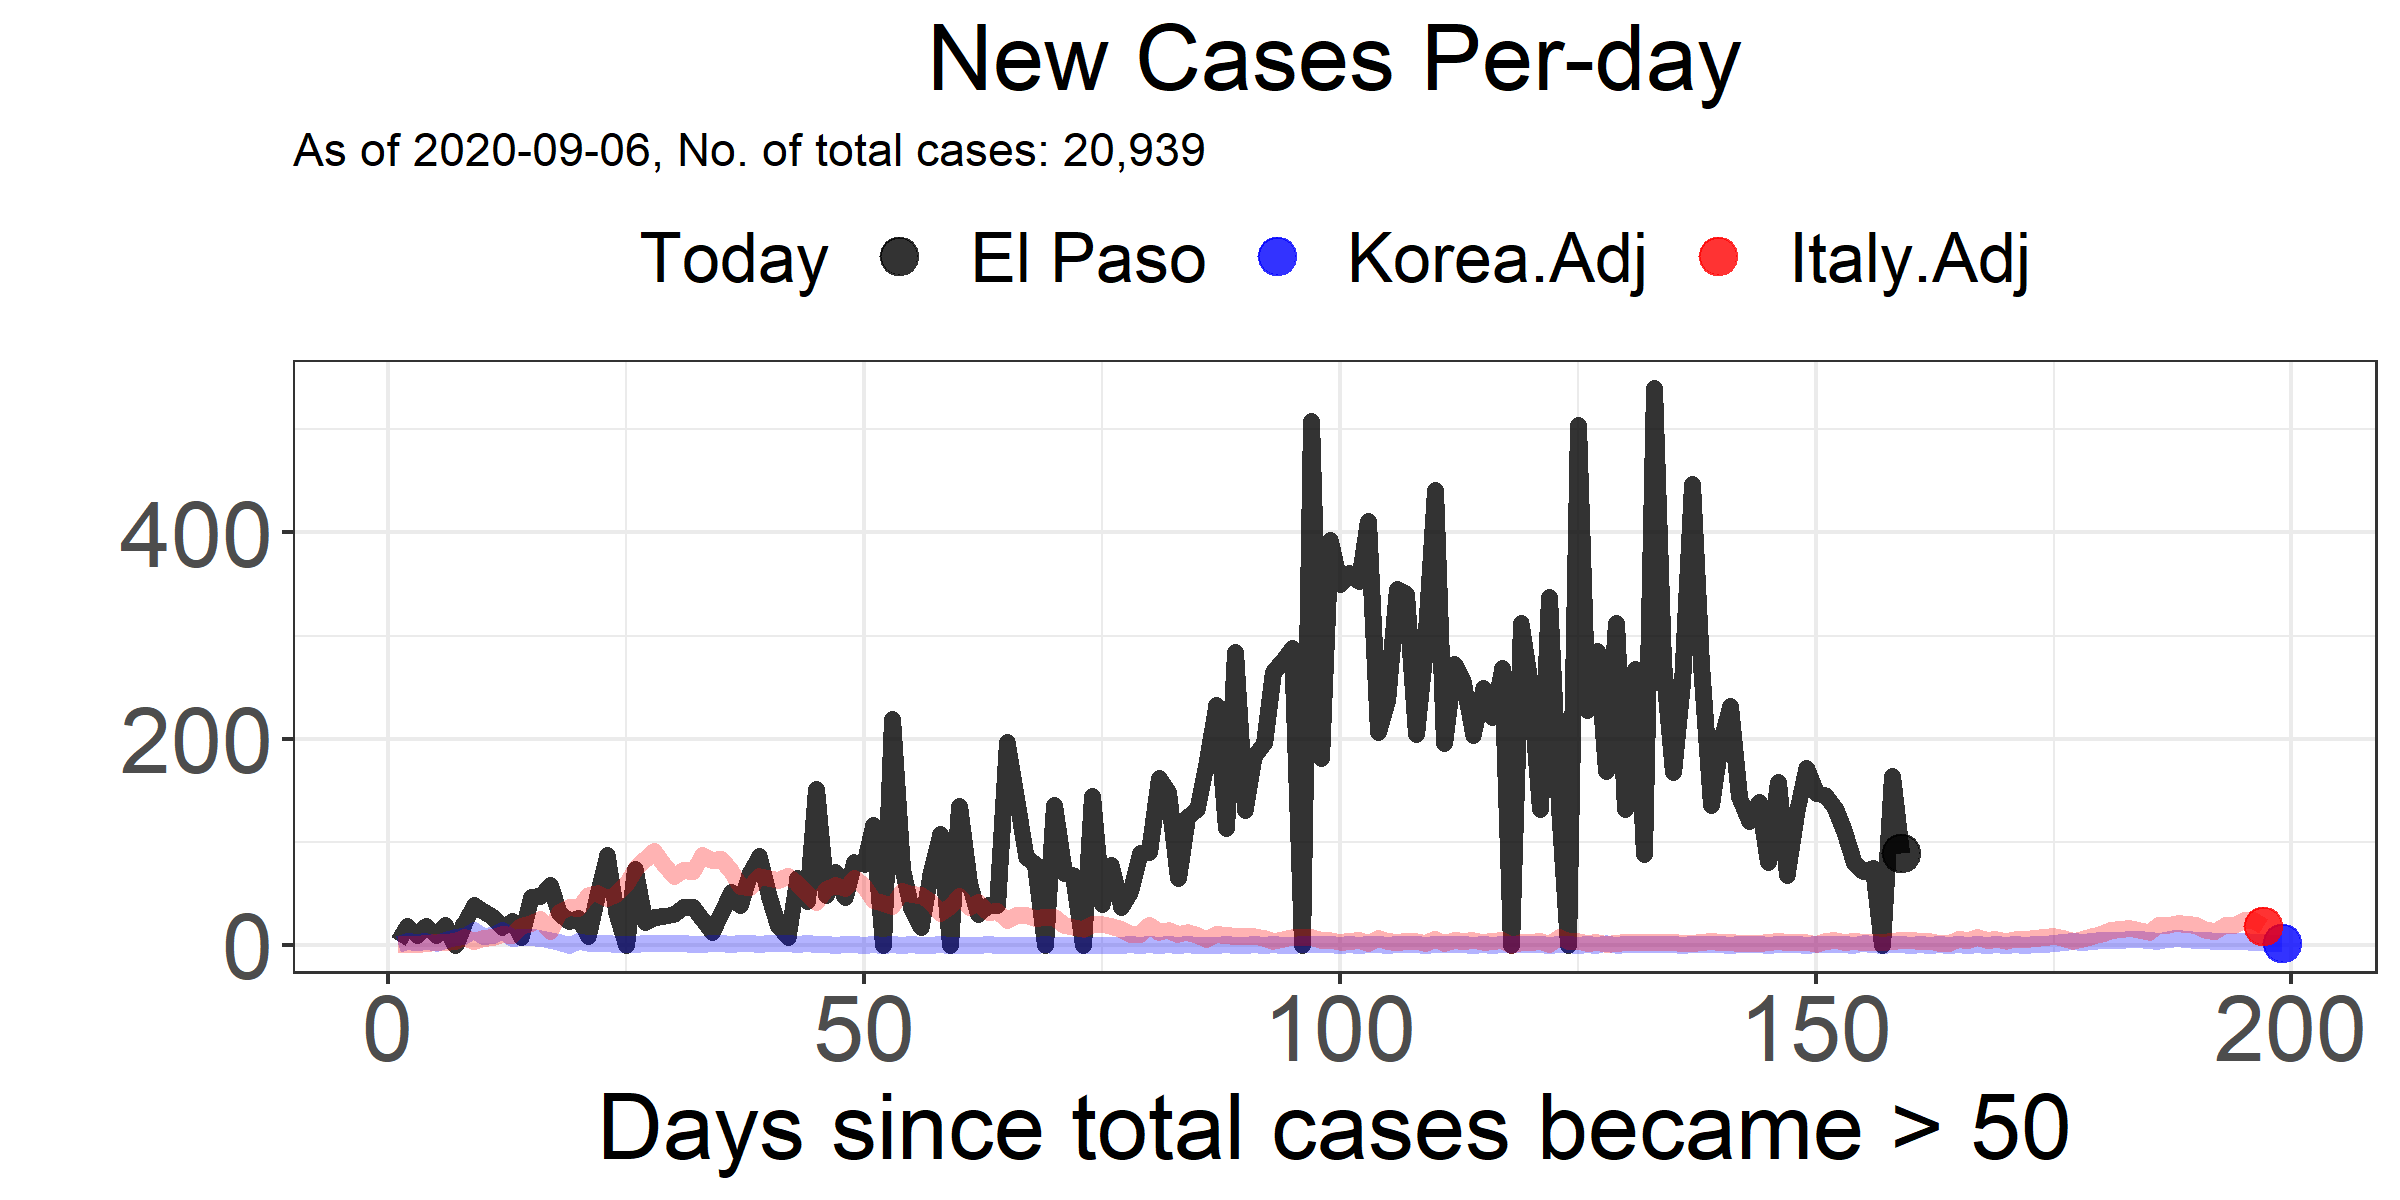 New Cases Per-day
As of 2020-09-06, No. of total cases: 20,939
Today El Paso Korea.Adj Italy.Adj
400
200
0
0 50 100 150 200
Days since total cases became > 50